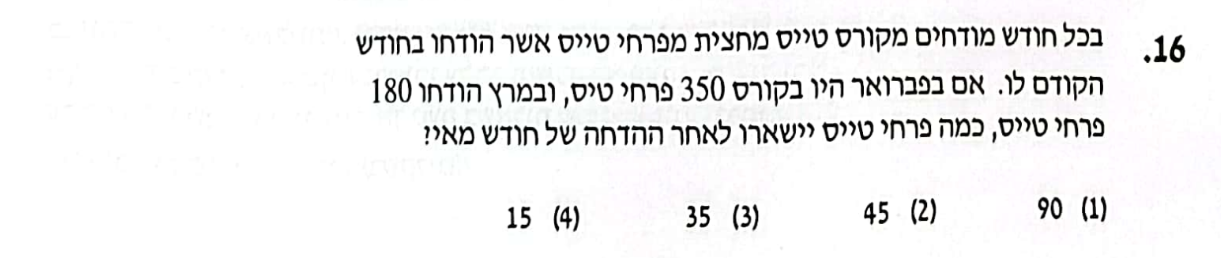 16. בכל חודש מודחים מקורס טייס מחצית מפרחי טייס אשר הודחו בחודש
הקודם לו. אם בפברואר היו בקורס 350 פרחי טיס, ובמרץ הודחו 180
פרחי טייס, כמה פרחי טייס יישארו לאחר ההדחה של חודש מאי?
(1) 90 (2) 45 (3) 35 (4) 15